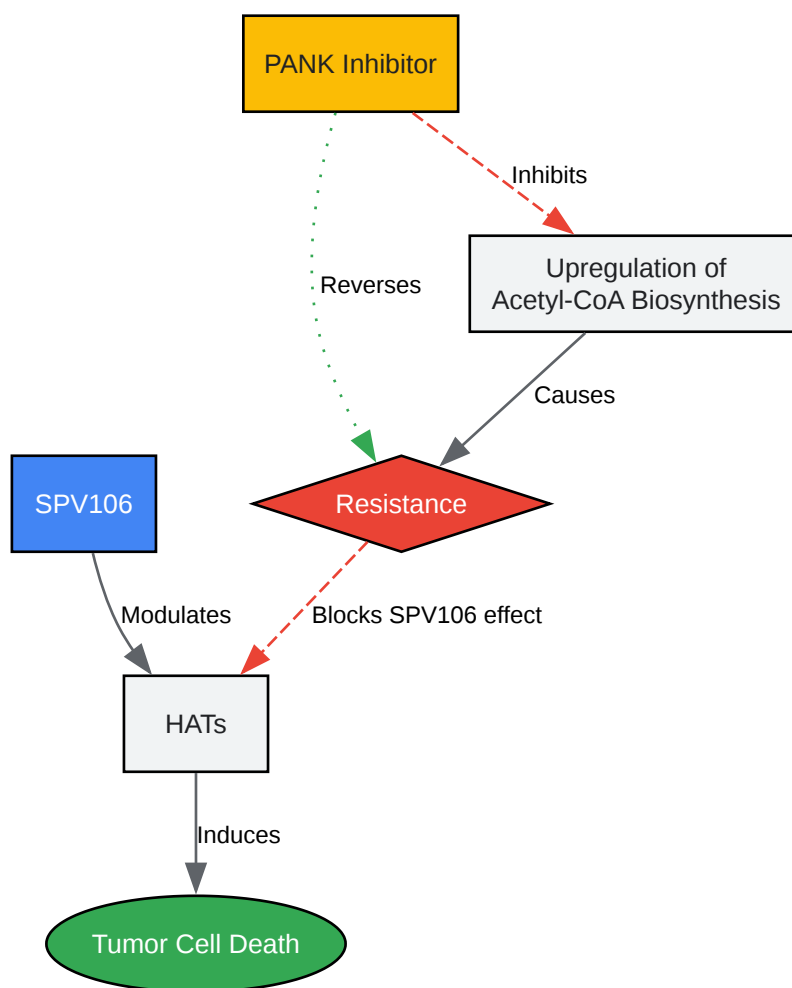 PANK Inhibitor
Inhibits
Upregulation of
Acetyl-CoA Biosynthesis
Reverses
Causes
SPV106
Resistance
Modulates
Blocks SPV106 effect
HATs
Induces
Tumor Cell Death